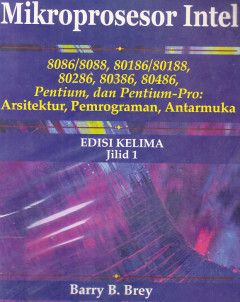 Mikroprosesor Intel
8086/8088, 80186/80188,
80286, 80386, 80486,
Pentium, dan Pentium-Pro:
Arsitektur, Pemrograman, Antarmuka
EDISI KELIMA
Jilid 1
Barry B. Brey